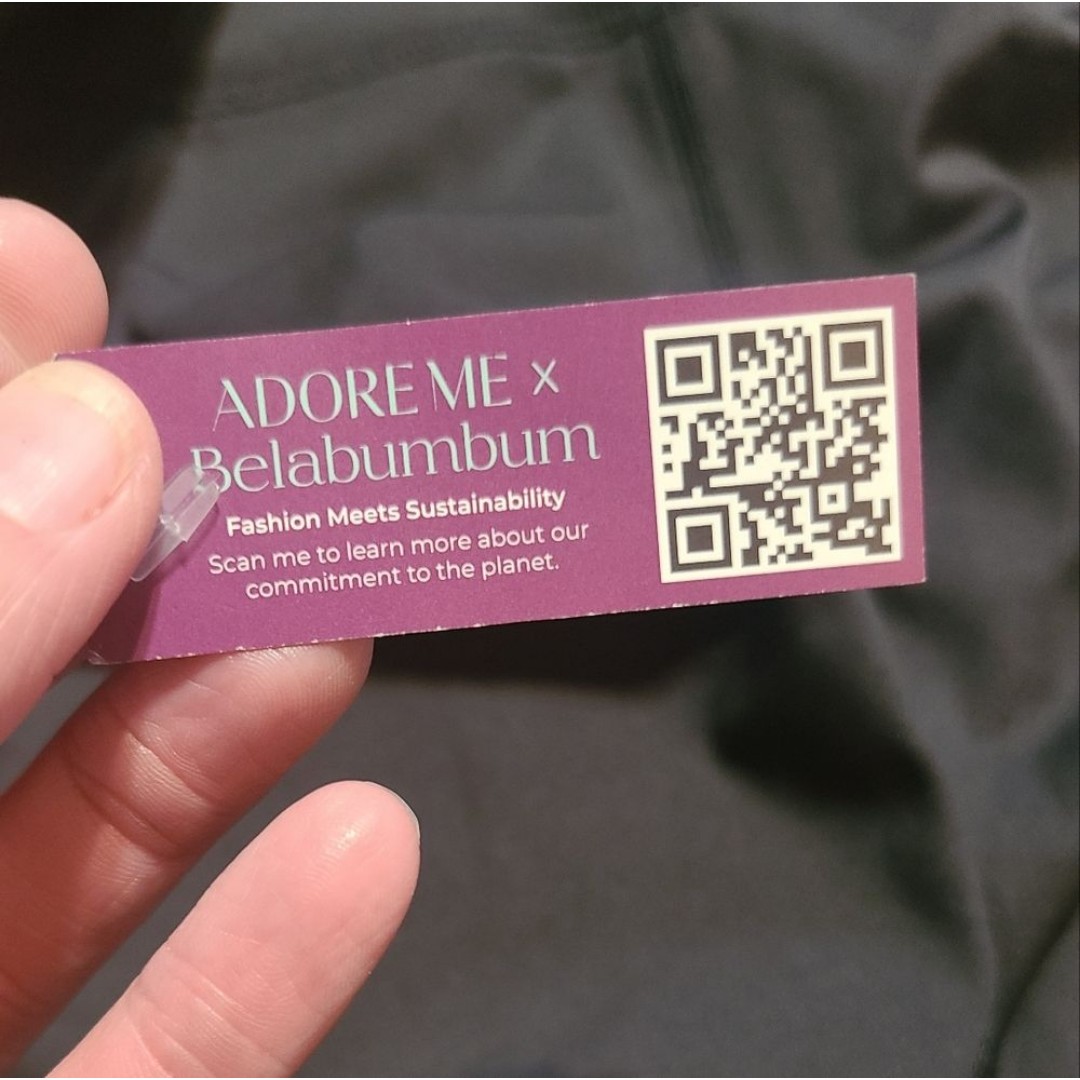 ADORE ME x
Belabumbum
Fashion Meets Sustainability
Scan me to learn more about our
commitment to the planet.